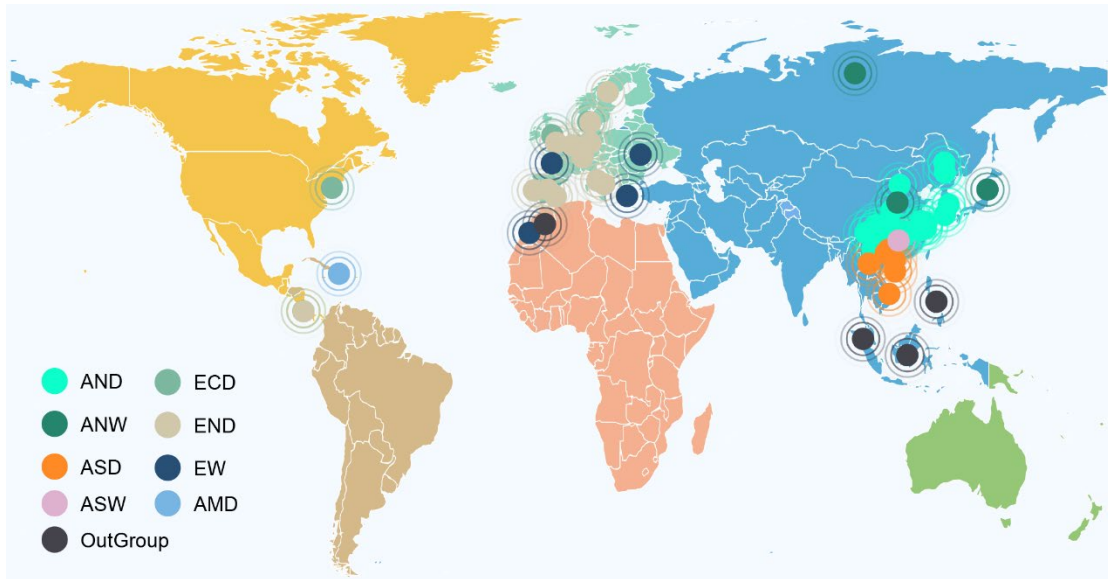 AND
ECD
ANW
END
ASD
EW
ASW
AMD
OutGroup